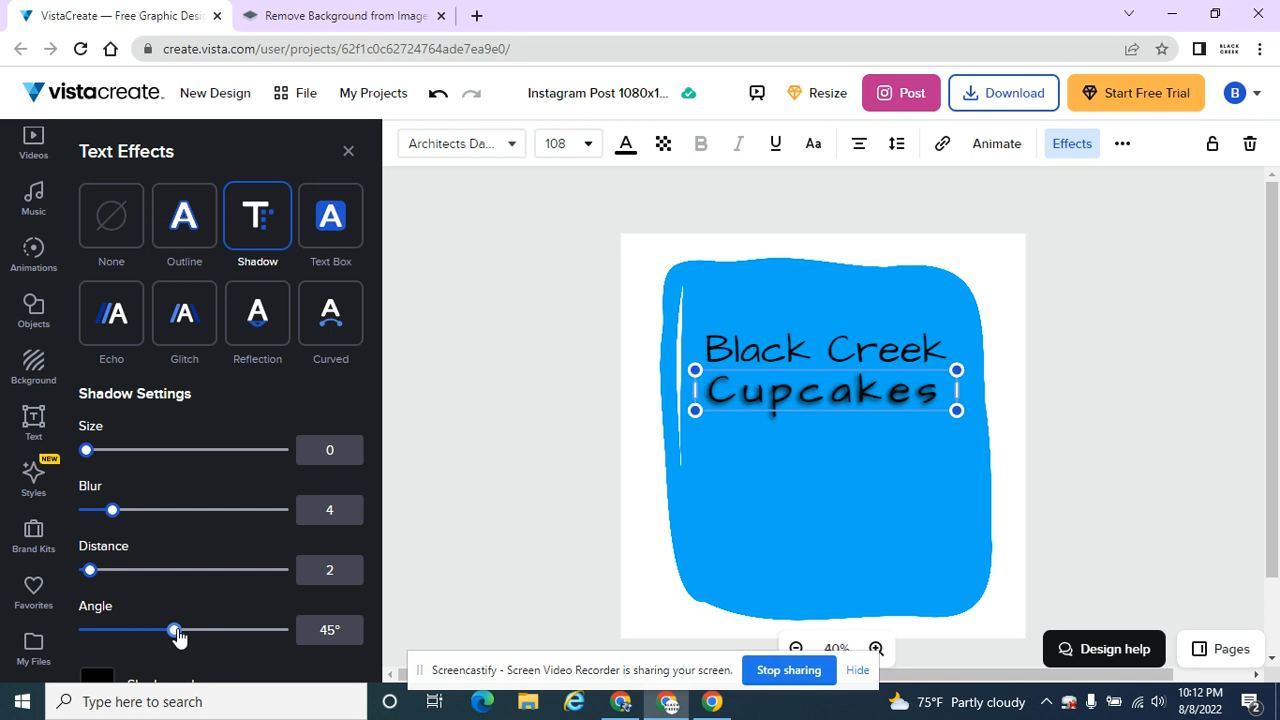 VistaCreate — Free Graphic Desi
Remove Background from Image
create.vista.com/user/projects/62f1c0c62724764ade7ea9e0/
BLACK CREEK
vistacreate
New Design
File
My Projects
Instagram Post 1080x1...
Resize
Post
Download
Start Free Trial
B
Videos
Music
Animations
Objects
Bckground
Text
NEW
Styles
Brand Kits
Favorites
My Files
Text Effects
None
Outline
Shadow
Text Box
Echo
Glitch
Reflection
Curved
Shadow Settings
Size
0
Blur
4
Distance
2
Angle
45°
Architects Da...
108
Aa
Animate
Effects
Black Creek
Cupcakes
40%
Design help
Pages
Screencastify - Screen Video Recorder is sharing your screen.
Stop sharing
Hide
Type here to search
75°F Partly cloudy
10:12 PM
8/8/2022
2